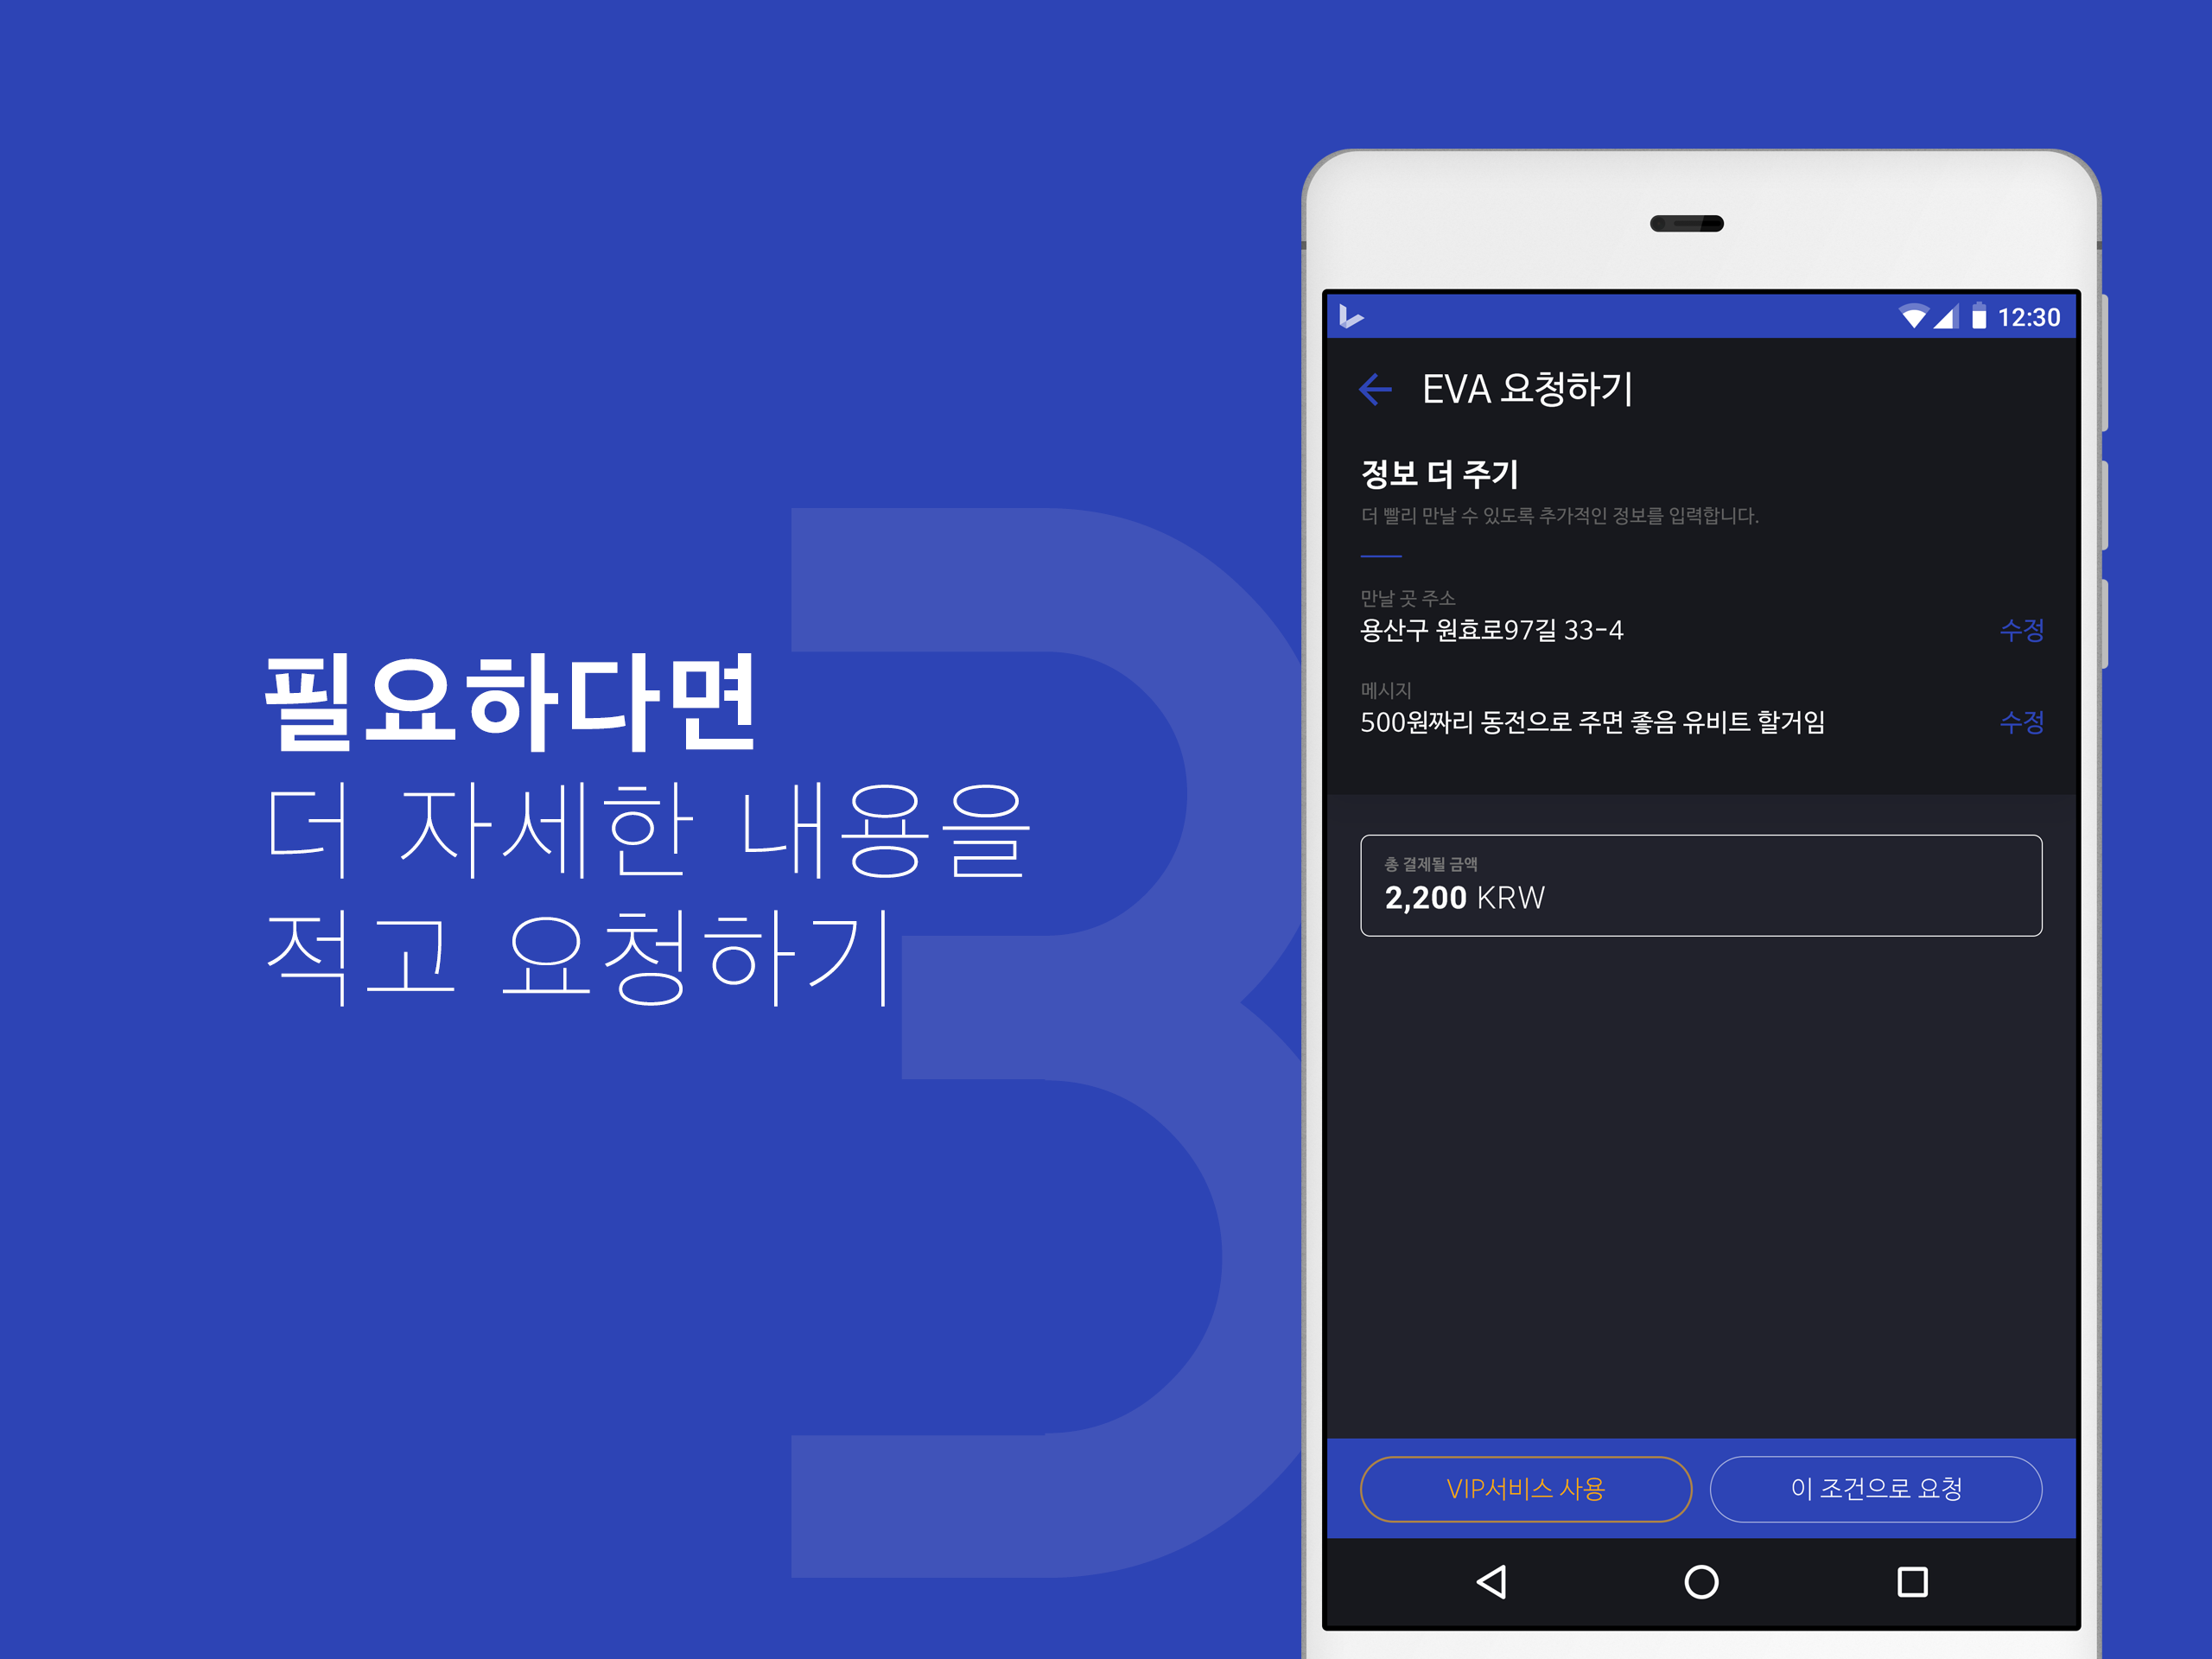 3
필요하다면
더 자세한 내용을
적고 요청하기
12:30
EVA 요청하기
정보 더 주기
더 빨리 만날 수 있도록 추가적인 정보를 입력합니다.
만날 곳 주소
용산구 원효로97길 33-4
수정
메시지
500원짜리 동전으로 주면 좋음 유비트 할거임
수정
총 결제될 금액
2,200 KRW
VIP서비스 사용
이 조건으로 요청